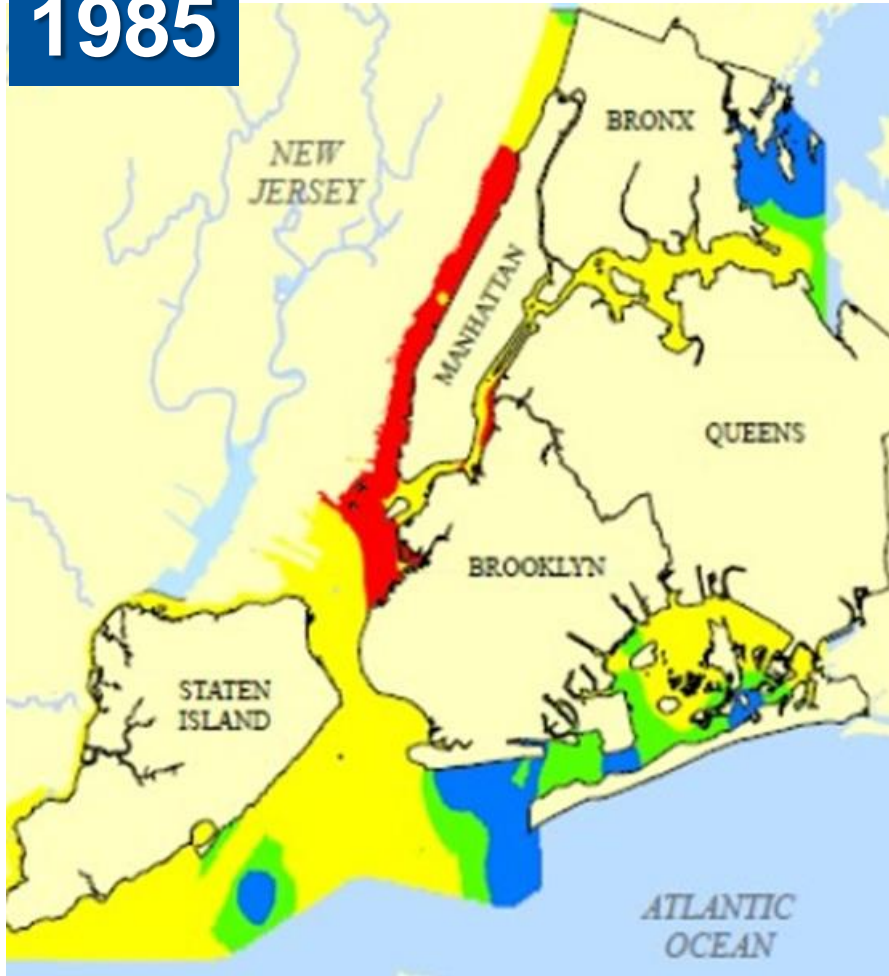 1985
BRONX
NEW
JERSEY
MANHATTAN
QUEENS
BROOKLYN
STATEN
ISLAND
ATLANTIC
OCEAN